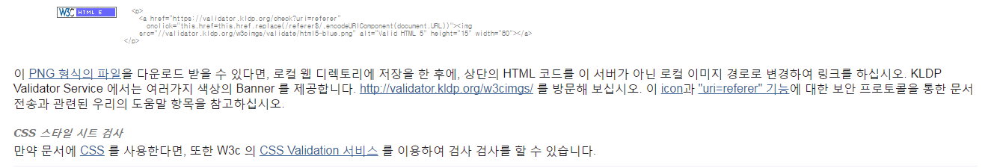 W3C HTML 5
<p>
<a href="https://validator.kldp.org/check?uri=referer"
onclick="this.href=this.href.replace(/referer$/,encodeURIComponent(document.URL))"><img
src="//validator.kldp.org/w3cimgs/validate/html5-blue.png" alt="Valid HTML 5" height="15" width="80"></a>
</p>
이 PNG 형식의 파일을 다운로드 받을 수 있다면, 로컬 웹 디렉토리에 저장을 한 후에, 상단의 HTML 코드를 이 서버가 아닌 로컬 이미지 경로로 변경하여 링크를 하십시오. KLDP
Validator Service 에서는 여러가지 색상의 Banner 를 제공합니다. http://validator.kldp.org/w3cimgs/ 를 방문해 보십시오. 이 icon과 "uri=referer" 기능에 대한 보안 프로토콜을 통한 문서
전송과 관련된 우리의 도움말 항목을 참고하십시오.
CSS 스타일 시트 검사
만약 문서에 CSS 를 사용한다면, 또한 W3c 의 CSS Validation 서비스 를 이용하여 검사 검사를 할 수 있습니다.